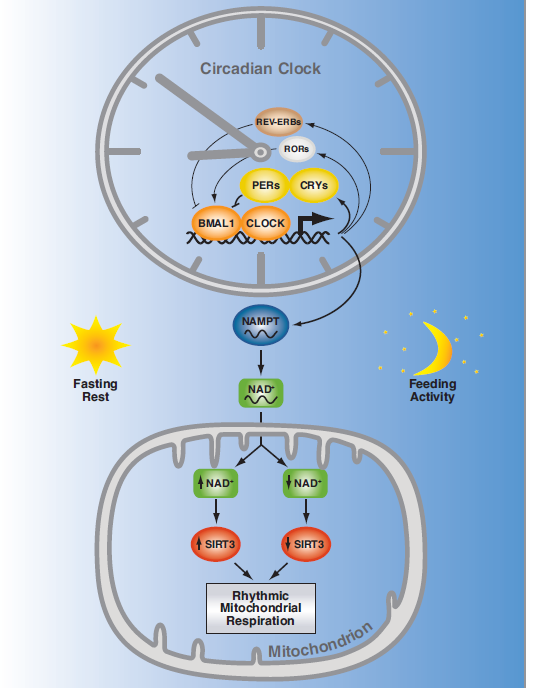 Circadian Clock
REV-ERBs
RORs
PERs
CRYs
BMAL1
CLOCK
NAMPT
Fasting
Rest
Feeding
Activity
NAD+
NAD+
NAD+
SIRT3
SIRT3
Rhythmic
Mitochondrial
Respiration
Mitochondrion